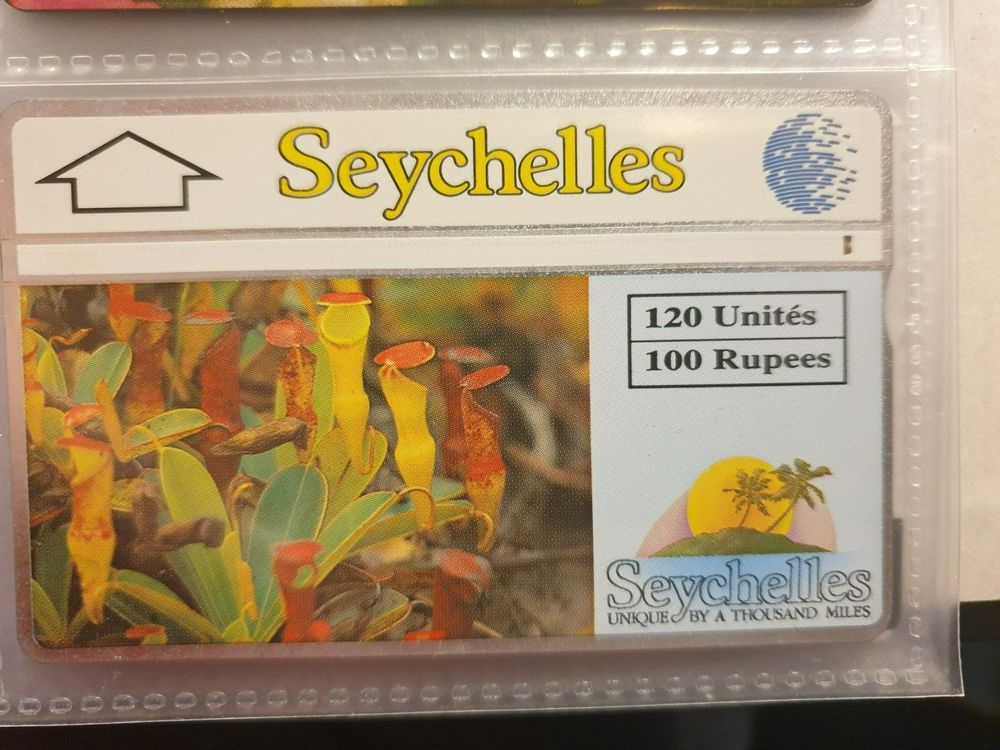 Seychelles
120 Unités
100 Rupees
Seychelles
UNIQUE BY A THOUSAND MILES